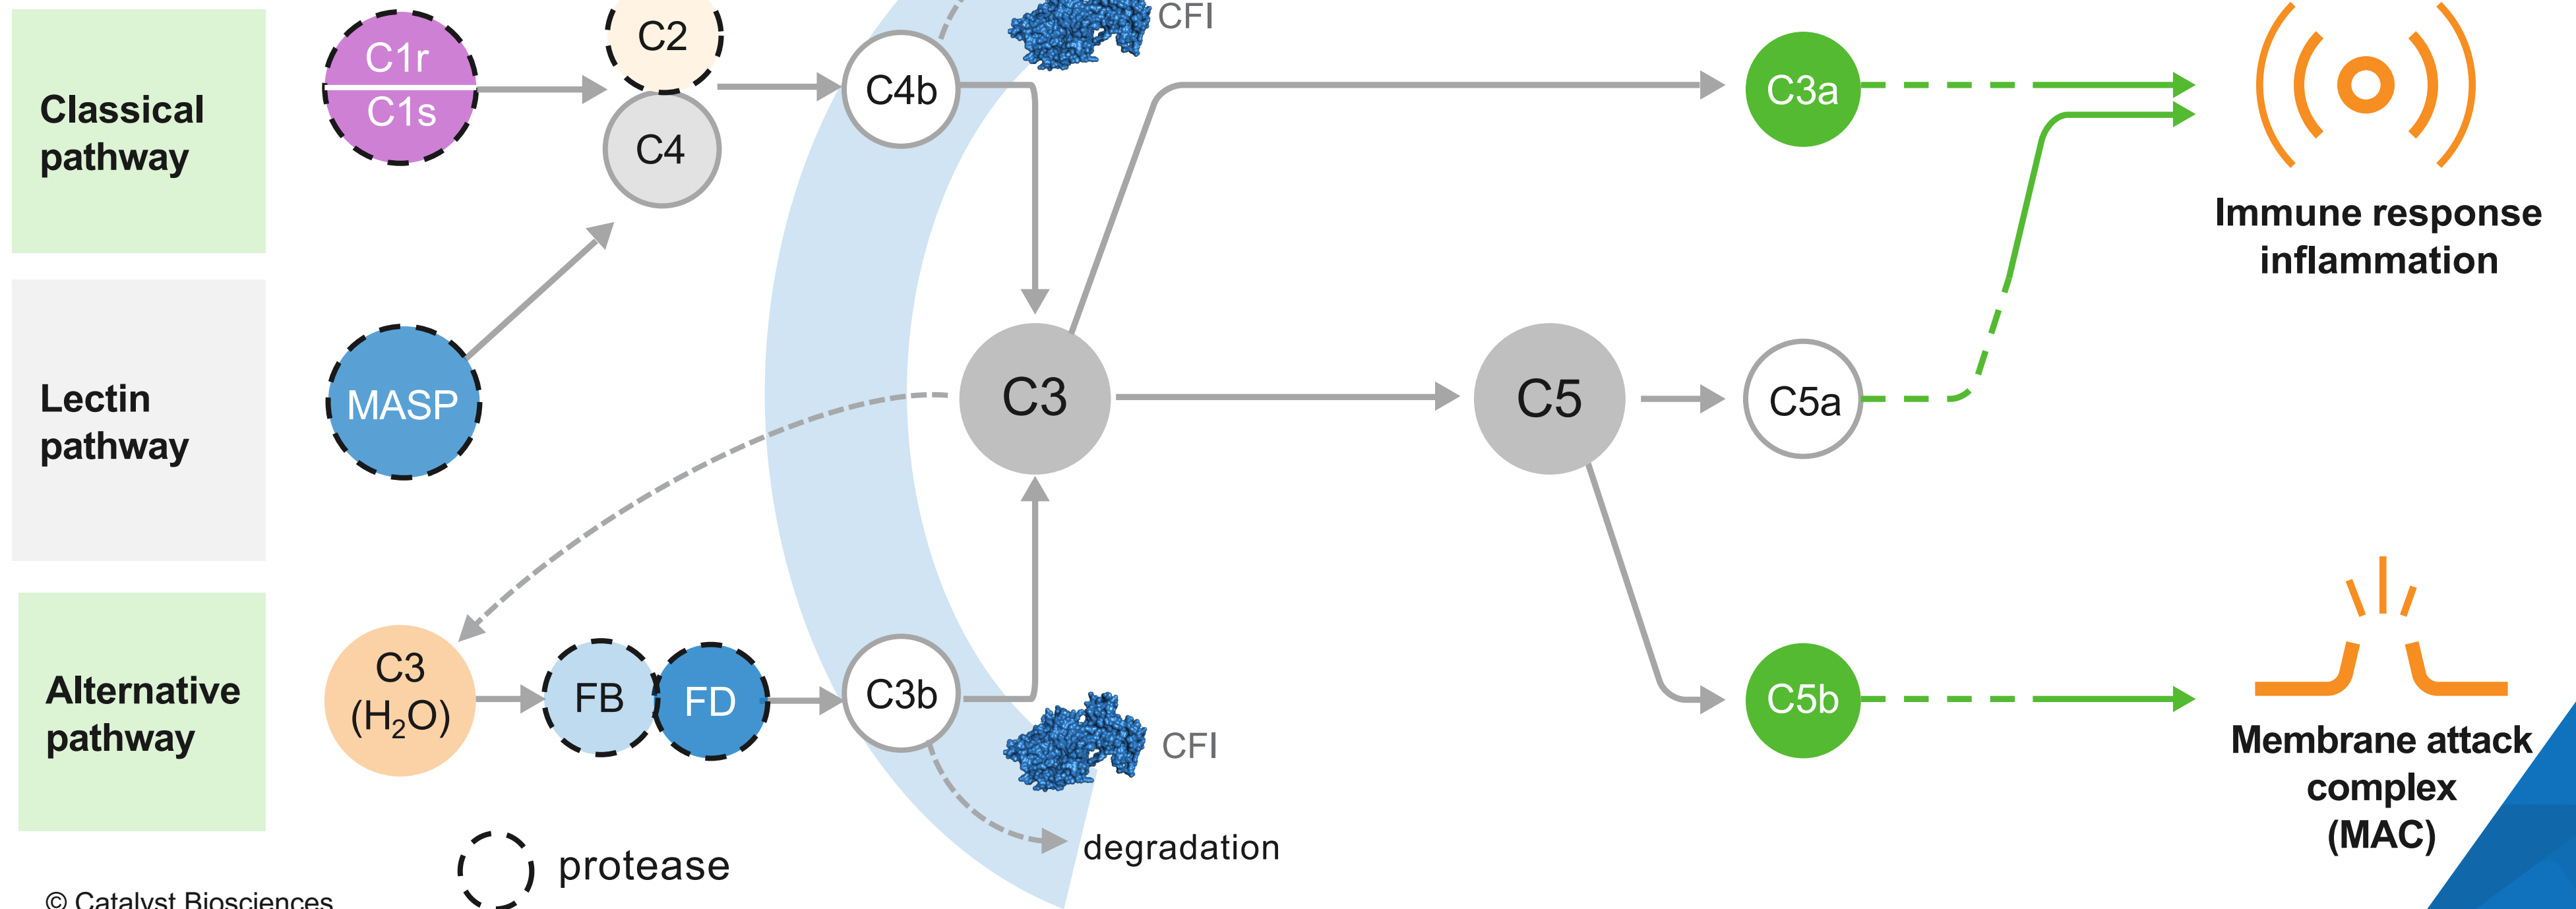 Classical
pathway
C1r
C1s
C2
C4
C4b
CFI
C3a
Immune response
inflammation
Lectin
pathway
MASP
C3
C5
C5a
Alternative
pathway
C3
(H₂O)
FB
FD
C3b
CFI
degradation
C5b
Membrane attack
complex
(MAC)
protease
© Catalyst Biosciences